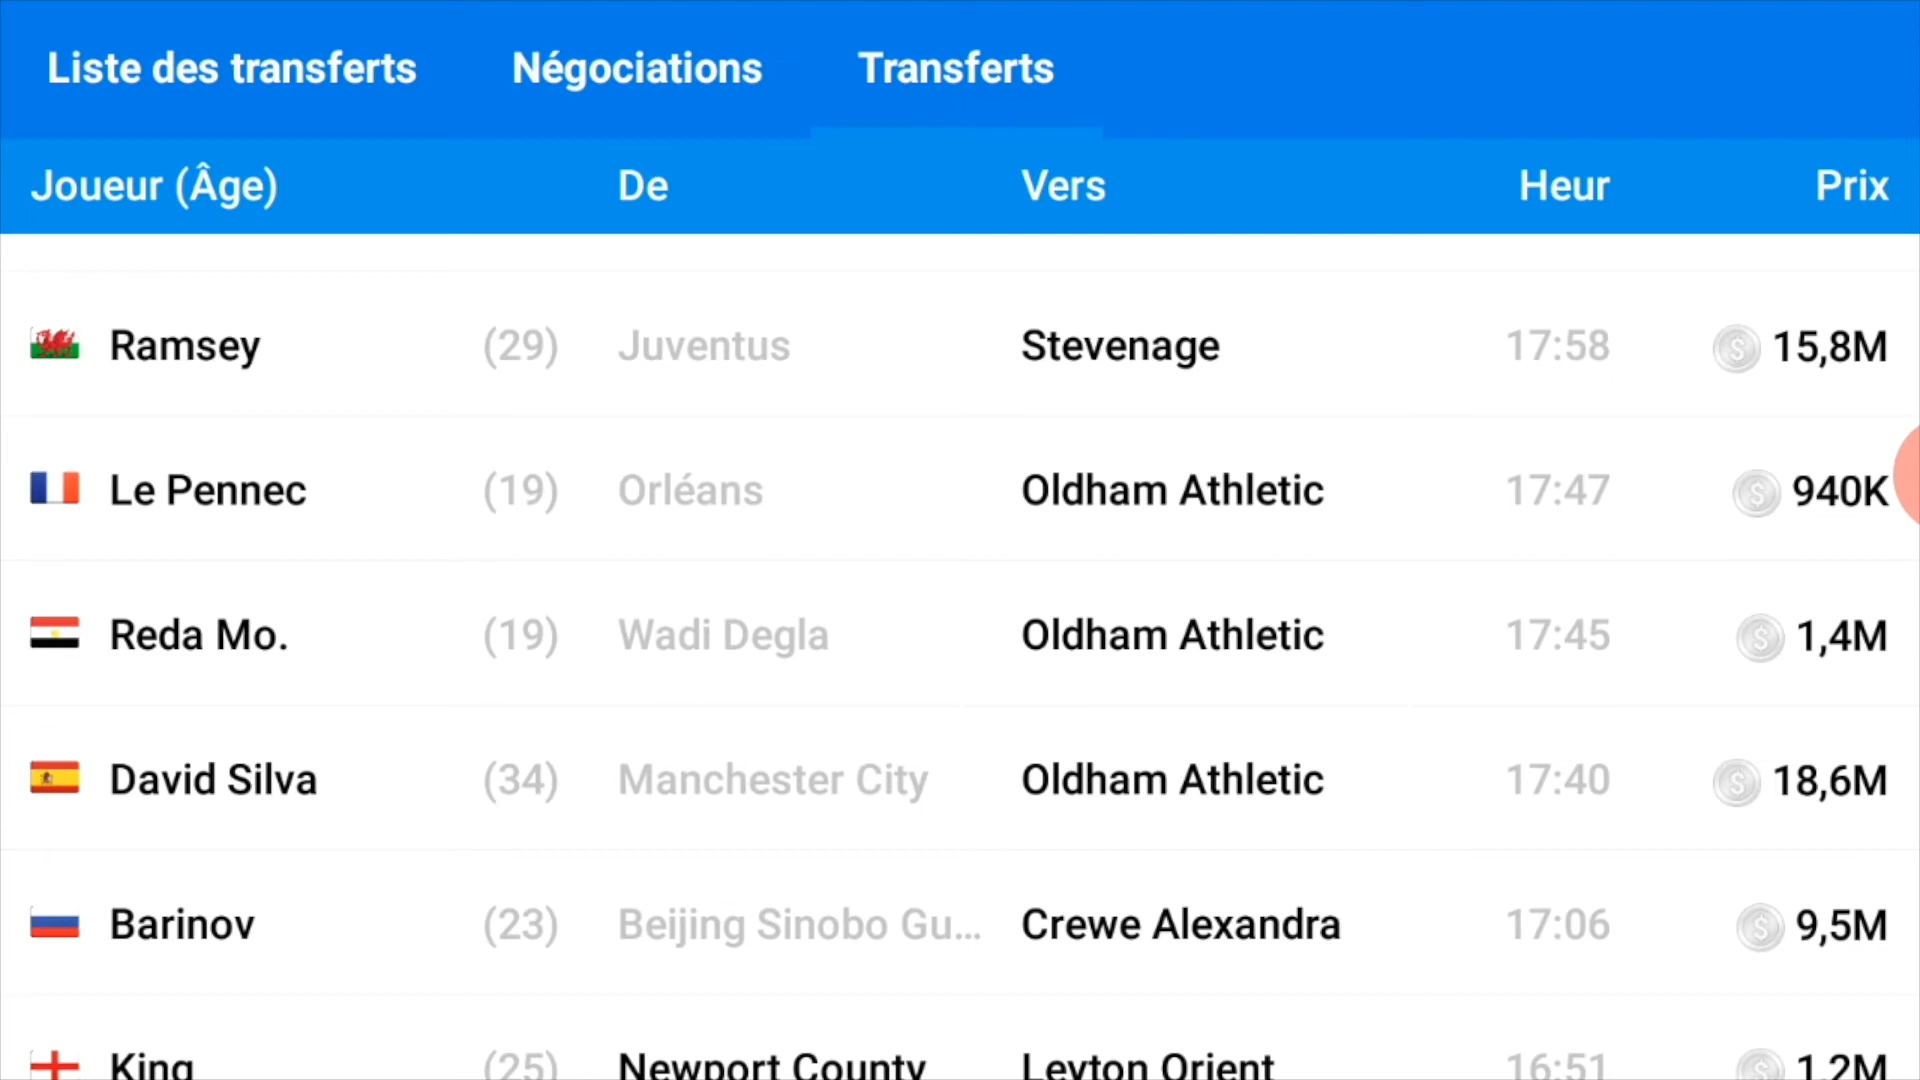 Liste des transferts Négociations Transferts
Joueur (Âge) De Vers Heur Prix
Ramsey (29) Juventus Stevenage 17:58 15,8M
Le Pennec (19) Orléans Oldham Athletic 17:47 940K
Reda Mo. (19) Wadi Degla Oldham Athletic 17:45 1,4M
David Silva (34) Manchester City Oldham Athletic 17:40 18,6M
Barinov (23) Beijing Sinobo Gu... Crewe Alexandra 17:06 9,5M
King (25) Newport County Leyton Orient 16:51 1,2M